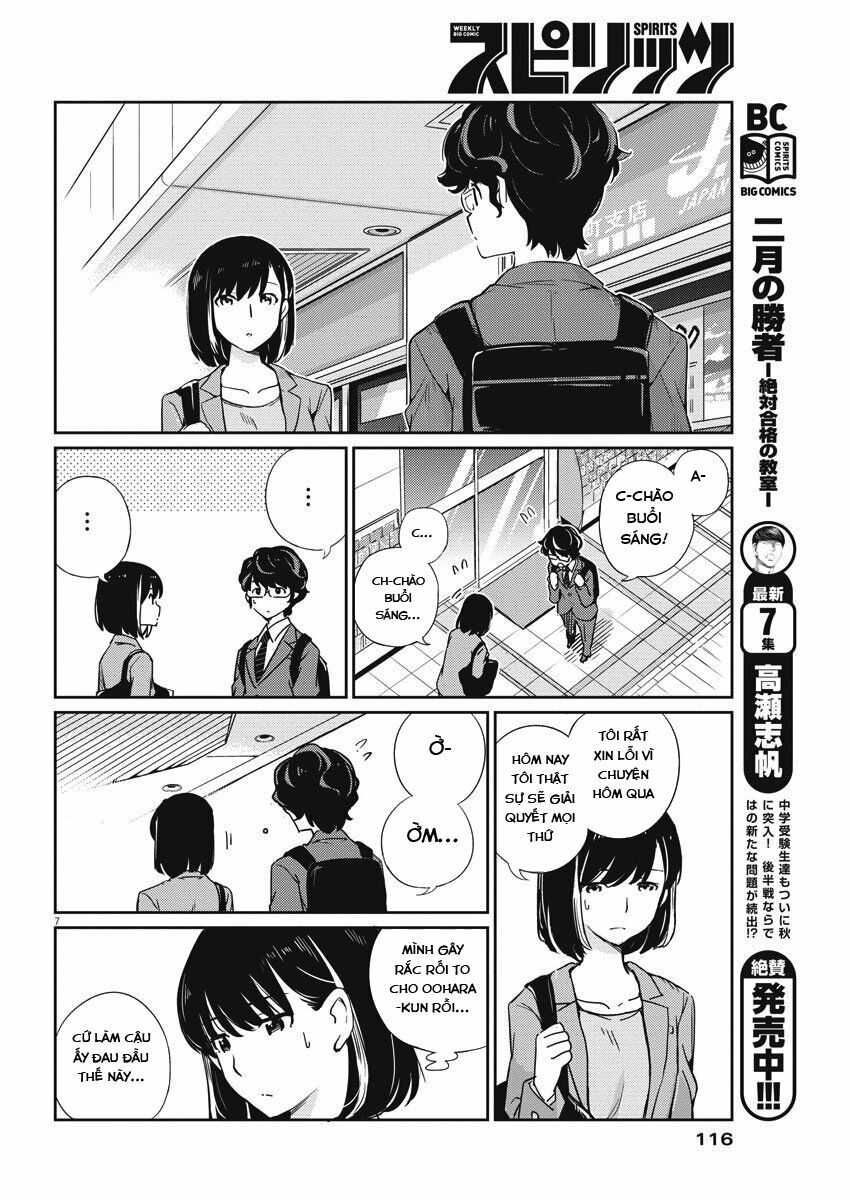 WEEKLY
BIG COMIC
スピリッツ
SPIRITS
BC
SPIRITS
COMICS
BIG COMICS
二月の勝者
ー絶対合格の教室ー
最新
7
集
高瀬志帆
中学受験生達もついに秋
に突入！ 後半戦ならで
はの新たな問題が続出!?
絶賛
発売中!!!
JAPAN
町支店
A-
C-CHÀO
BUỔI
SÁNG!
C...
CH-CHÀO
BUỔI
SÁNG...
...
...
TÔI RẤT
XIN LỖI VÌ
CHUYỆN
HÔM QUA
HÔM NAY
TÔI THẬT
SỰ SẼ GIẢI
QUYẾT MỌI
THỨ
Ờ-
ỜM...
7
MÌNH GÂY
RẮC RỐI TO
CHO OOHARA
-KUN RỒI...
CỨ LÀM CẬU
ẤY ĐAU ĐẦU
THẾ NÀY...
116